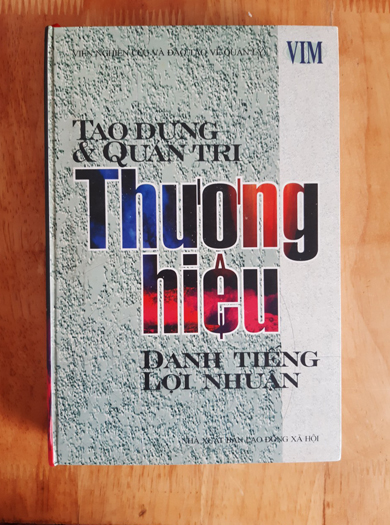 VIỆN NGHIÊN CỨU VÀ ĐÀO TẠO VỀ QUẢN LÝ
VIM
TẠO DỰNG
& QUẢN TRỊ
Thương
hiệu
DANH TIẾNG
LỢI NHUẬN
NHÀ XUẤT BẢN LAO ĐỘNG XÃ HỘI